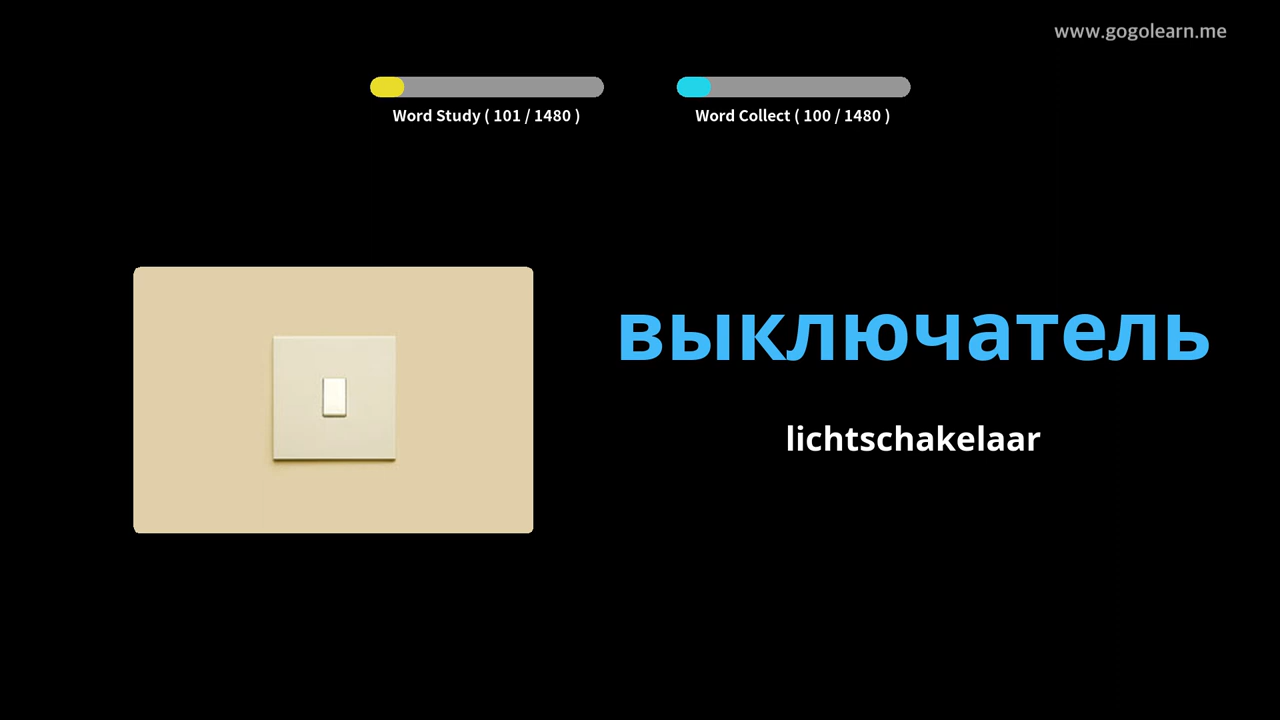 www.gogolearn.me
Word Study ( 101 / 1480 )
Word Collect ( 100 / 1480 )
выключатель
lichtschakelaar